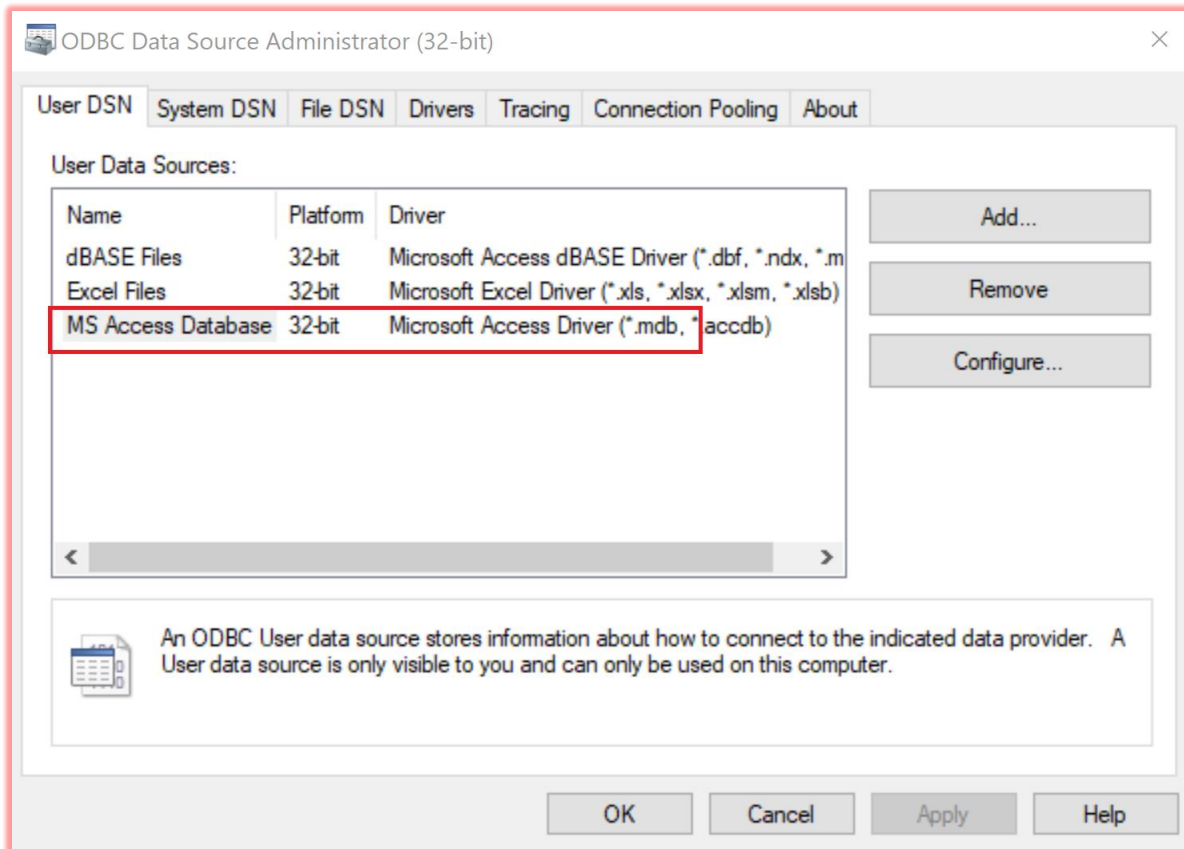 ODBC Data Source Administrator (32-bit)
User DSN System DSN File DSN Drivers Tracing Connection Pooling About
User Data Sources:
Name Platform Driver
dBASE Files 32-bit Microsoft Access dBASE Driver (*.dbf, *.ndx, *.m
Excel Files 32-bit Microsoft Excel Driver (*.xls, *.xlsx, *.xlsm, *.xlsb)
MS Access Database 32-bit Microsoft Access Driver (*.mdb, *.accdb)
Add...
Remove
Configure...
An ODBC User data source stores information about how to connect to the indicated data provider. A
User data source is only visible to you and can only be used on this computer.
OK Cancel Apply Help